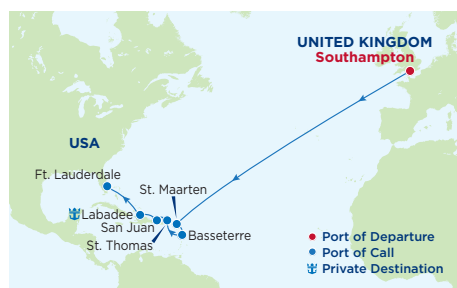 UNITED KINGDOM
Southampton
USA
Ft. Lauderdale
St. Maarten
Labadee
San Juan
St. Thomas
Basseterre
Port of Departure
Port of Call
Private Destination